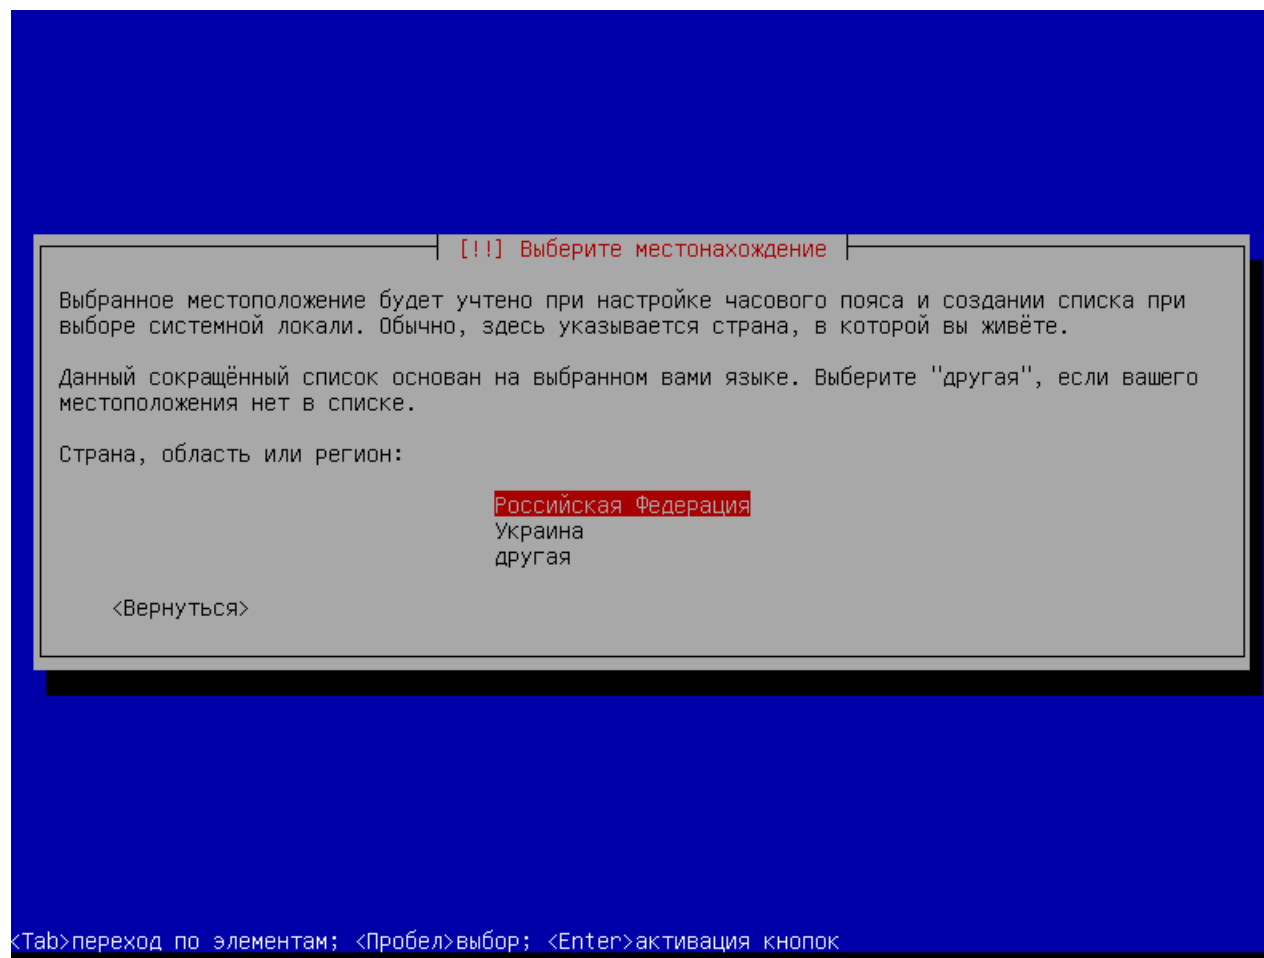 [!!] Выберите местонахождение
Выбранное местоположение будет учтено при настройке часового пояса и создании списка при
выборе системной локали. Обычно, здесь указывается страна, в которой вы живёте.
Данный сокращённый список основан на выбранном вами языке. Выберите "другая", если вашего
местоположения нет в списке.
Страна, область или регион:
Российская Федерация
Украина
другая
<Вернуться>
<Tab>переход по элементам; <Пробел>выбор; <Enter>активация кнопок